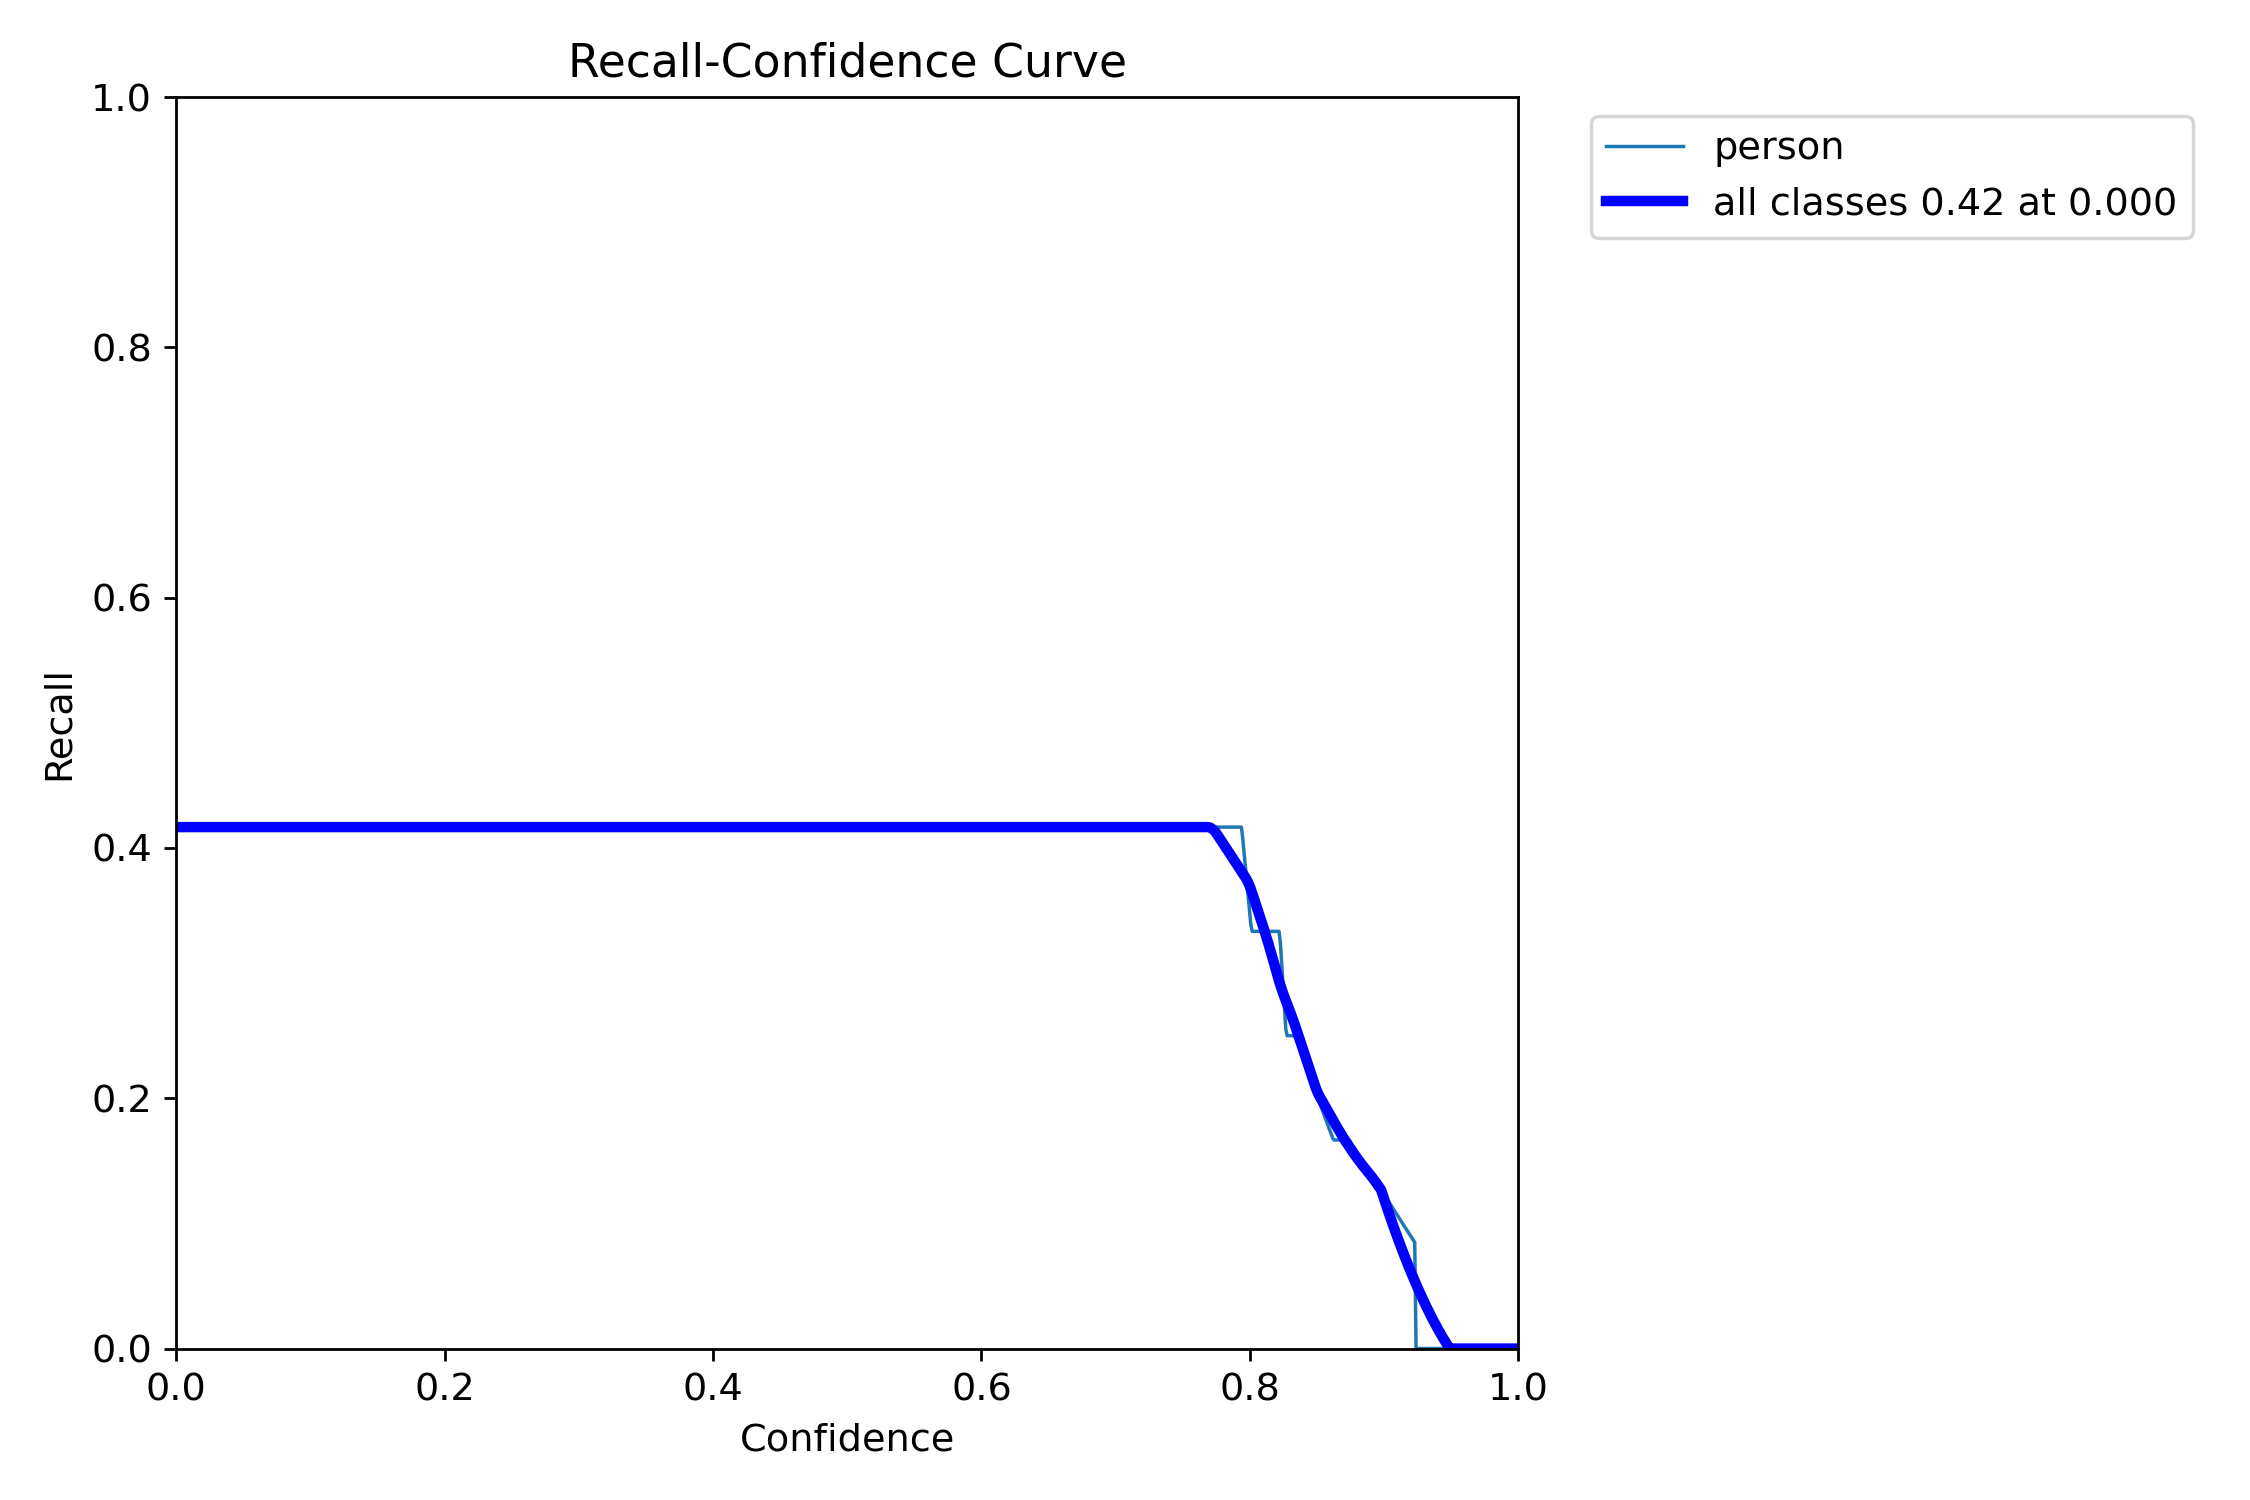 Recall-Confidence Curve
1.0
0.8
0.6
0.4
0.2
0.0
Recall
0.0 0.2 0.4 0.6 0.8 1.0
Confidence
person
all classes 0.42 at 0.000